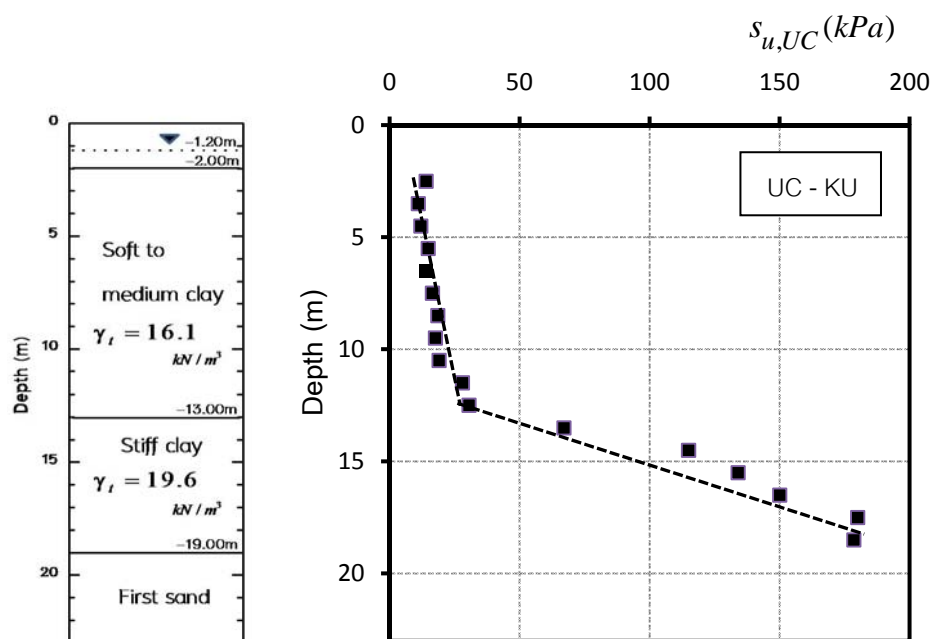 s_{u,UC} (kPa)
0 50 100 150 200
0
5
10
15
20
Depth (m)
UC - KU
0
5
10
15
20
Depth (m)
−1.20m
−2.00m
Soft to
medium clay
γ_t = 16.1
kN / m³
−13.00m
Stiff clay
γ_t = 19.6
kN / m³
−19.00m
First sand